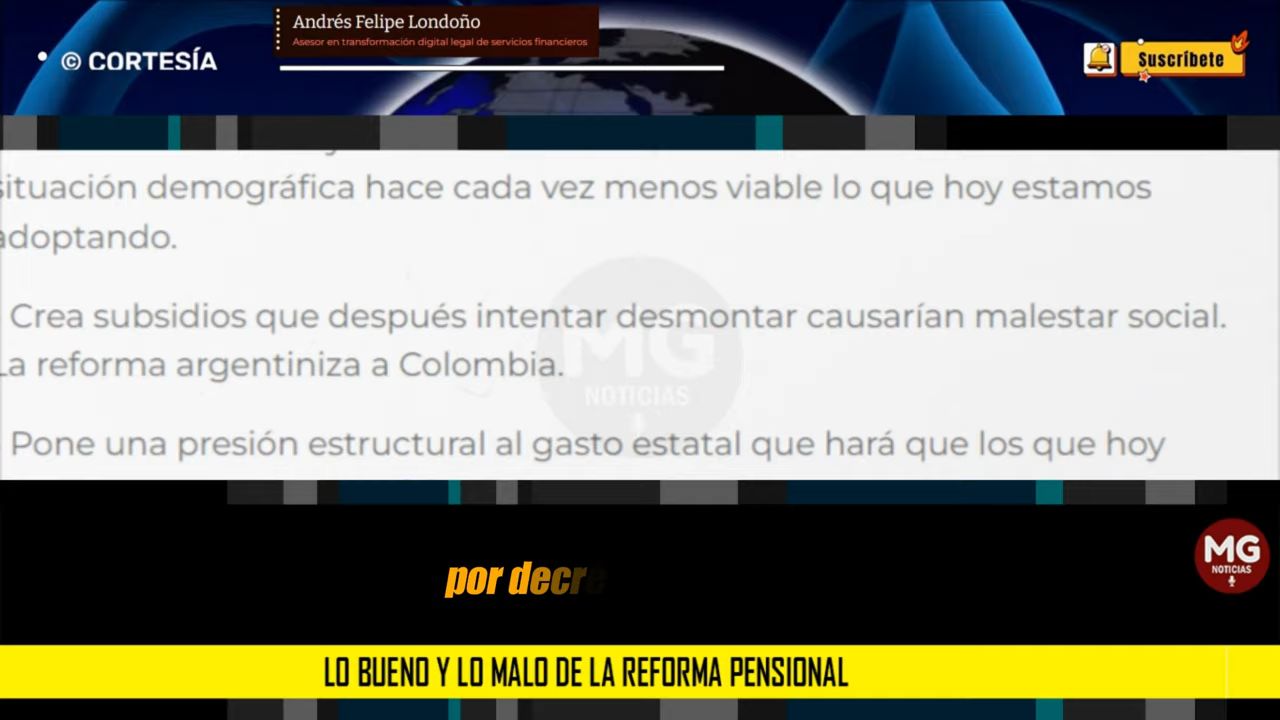 Andrés Felipe Londoño
Asesor en transformación digital legal de servicios financieros
© CORTESÍA
Suscríbete
situación demográfica hace cada vez menos viable lo que hoy estamos
adoptando.
Crea subsidios que después intentar desmontar causarían malestar social.
La reforma argentiniza a Colombia.
MG
NOTICIAS
Pone una presión estructural al gasto estatal que hará que los que hoy
MG
NOTICIAS
por decre
LO BUENO Y LO MALO DE LA REFORMA PENSIONAL